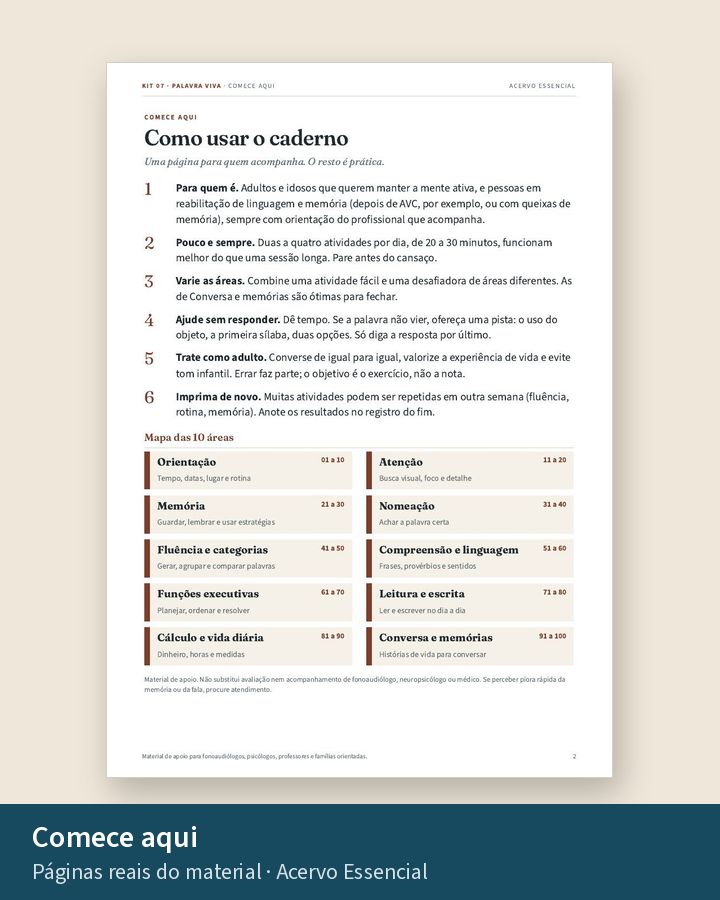 KIT 07 · PALAVRA VIVA · COMECE AQUI
ACERVO ESSENCIAL
COMECE AQUI
Como usar o caderno
Uma página para quem acompanha. O resto é prática.
1 Para quem é. Adultos e idosos que querem manter a mente ativa, e pessoas em
reabilitação de linguagem e memória (depois de AVC, por exemplo, ou com queixas de
memória), sempre com orientação do profissional que acompanha.
2 Pouco e sempre. Duas a quatro atividades por dia, de 20 a 30 minutos, funcionam
melhor do que uma sessão longa. Pare antes do cansaço.
3 Varie as áreas. Combine uma atividade fácil e uma desafiadora de áreas diferentes. As
de Conversa e memórias são ótimas para fechar.
4 Ajude sem responder. Dê tempo. Se a palavra não vier, ofereça uma pista: o uso do
objeto, a primeira sílaba, duas opções. Só diga a resposta por último.
5 Trate como adulto. Converse de igual para igual, valorize a experiência de vida e evite
tom infantil. Errar faz parte; o objetivo é o exercício, não a nota.
6 Imprima de novo. Muitas atividades podem ser repetidas em outra semana (fluência,
rotina, memória). Anote os resultados no registro do fim.
Mapa das 10 áreas
Orientação 01 a 10
Tempo, datas, lugar e rotina
Atenção 11 a 20
Busca visual, foco e detalhe
Memória 21 a 30
Guardar, lembrar e usar estratégias
Nomeação 31 a 40
Achar a palavra certa
Fluência e categorias 41 a 50
Gerar, agrupar e comparar palavras
Compreensão e linguagem 51 a 60
Frases, provérbios e sentidos
Funções executivas 61 a 70
Planejar, ordenar e resolver
Leitura e escrita 71 a 80
Ler e escrever no dia a dia
Cálculo e vida diária 81 a 90
Dinheiro, horas e medidas
Conversa e memórias 91 a 100
Histórias de vida para conversar
Material de apoio. Não substitui avaliação nem acompanhamento de fonoaudiólogo, neuropsicólogo ou médico. Se perceber piora rápida da
memória ou da fala, procure atendimento.
Material de apoio para fonoaudiólogos, psicólogos, professores e famílias orientadas.
2
Comece aqui
Páginas reais do material · Acervo Essencial